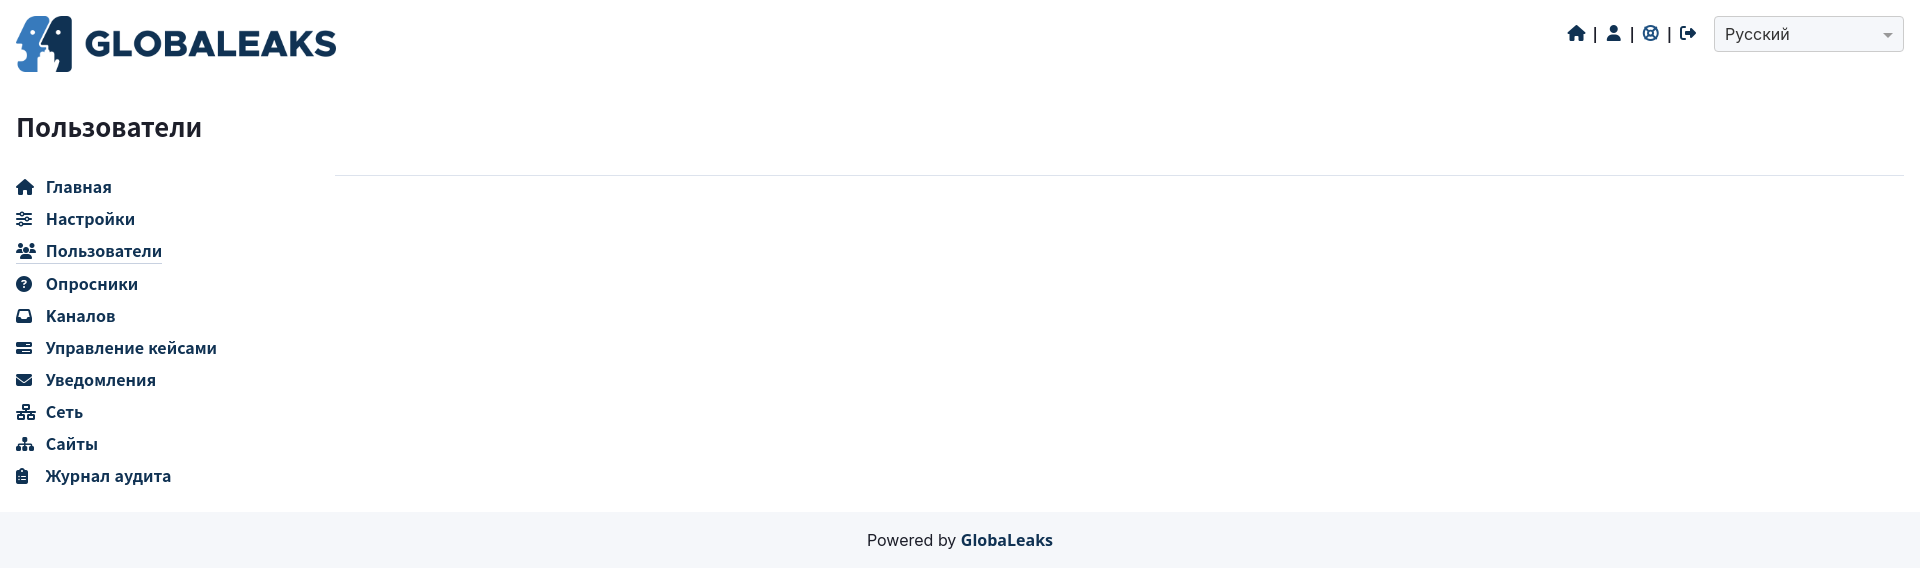 GLOBALEAKS
| | |
Русский
Пользователи
Главная
Настройки
Пользователи
Опросники
Каналов
Управление кейсами
Уведомления
Сеть
Сайты
Журнал аудита
Powered by GlobaLeaks